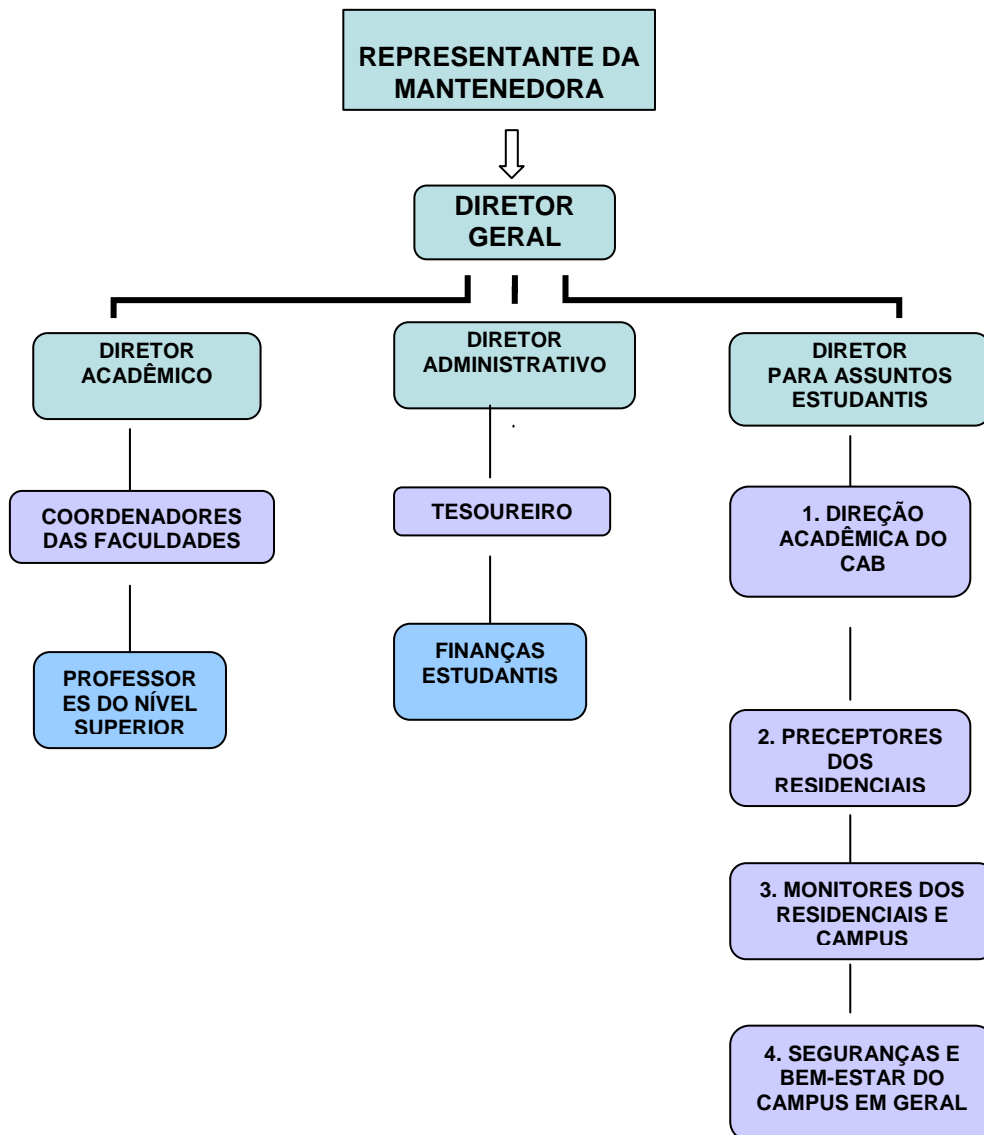 REPRESENTANTE DA
MANTENEDORA
DIRETOR
GERAL
DIRETOR
ACADÊMICO
DIRETOR
ADMINISTRATIVO
DIRETOR
PARA ASSUNTOS
ESTUDANTIS
COORDENADORES
DAS FACULDADES
TESOUREIRO
1. DIREÇÃO
ACADÊMICA DO
CAB
PROFESSOR
ES DO NÍVEL
SUPERIOR
FINANÇAS
ESTUDANTIS
2. PRECEPTORES
DOS
RESIDENCIAIS
3. MONITORES DOS
RESIDENCIAIS E
CAMPUS
4. SEGURANÇAS E
BEM-ESTAR DO
CAMPUS EM GERAL